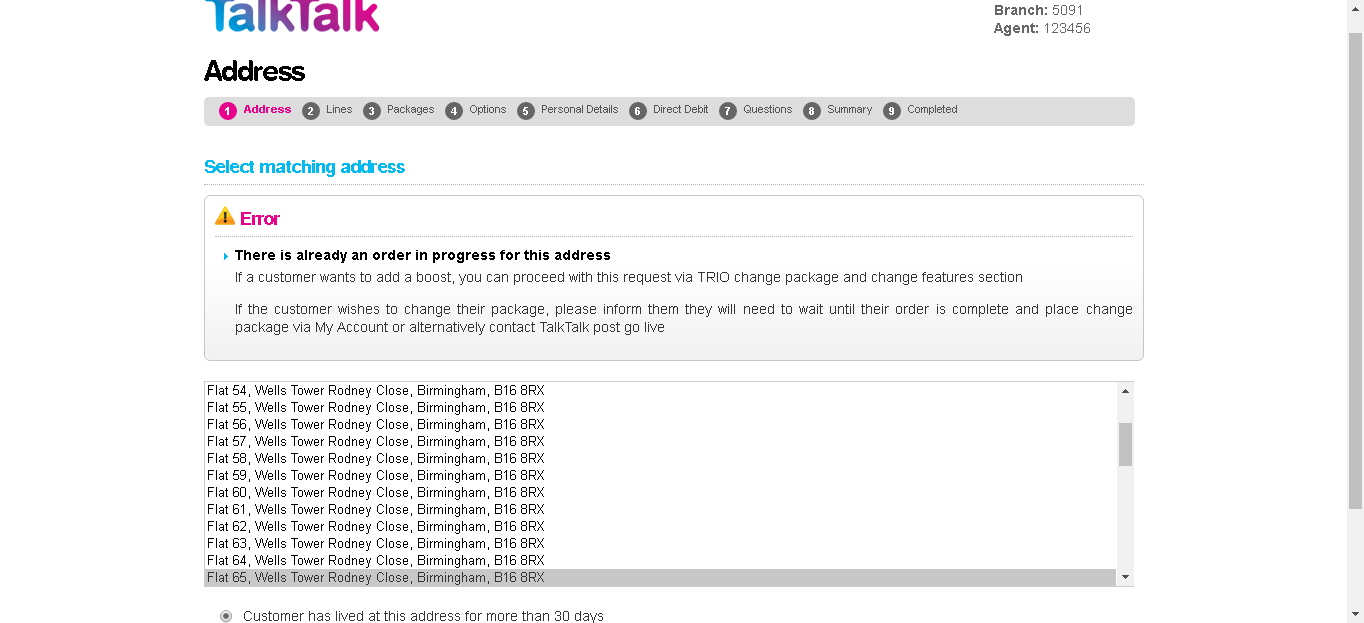 TalkTalk
Branch: 5091
Agent: 123456
Address
1 Address 2 Lines 3 Packages 4 Options 5 Personal Details 6 Direct Debit 7 Questions 8 Summary 9 Completed
Select matching address
Error
There is already an order in progress for this address
If a customer wants to add a boost, you can proceed with this request via TRIO change package and change features section
If the customer wishes to change their package, please inform them they will need to wait until their order is complete and place change
package via My Account or alternatively contact TalkTalk post go live
Flat 54, Wells Tower Rodney Close, Birmingham, B16 8RX
Flat 55, Wells Tower Rodney Close, Birmingham, B16 8RX
Flat 56, Wells Tower Rodney Close, Birmingham, B16 8RX
Flat 57, Wells Tower Rodney Close, Birmingham, B16 8RX
Flat 58, Wells Tower Rodney Close, Birmingham, B16 8RX
Flat 59, Wells Tower Rodney Close, Birmingham, B16 8RX
Flat 60, Wells Tower Rodney Close, Birmingham, B16 8RX
Flat 61, Wells Tower Rodney Close, Birmingham, B16 8RX
Flat 62, Wells Tower Rodney Close, Birmingham, B16 8RX
Flat 63, Wells Tower Rodney Close, Birmingham, B16 8RX
Flat 64, Wells Tower Rodney Close, Birmingham, B16 8RX
Flat 65, Wells Tower Rodney Close, Birmingham, B16 8RX
Customer has lived at this address for more than 30 days